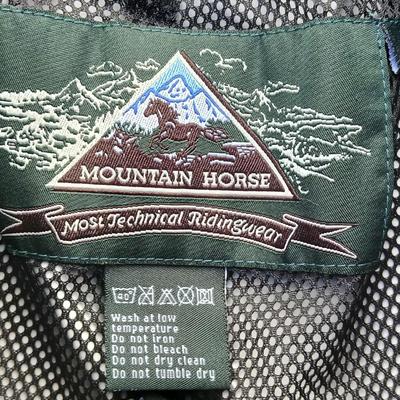 MOUNTAIN HORSE
Most Technical Ridingwear
Wash at low
temperature
Do not iron
Do not bleach
Do not dry clean
Do not tumble dry